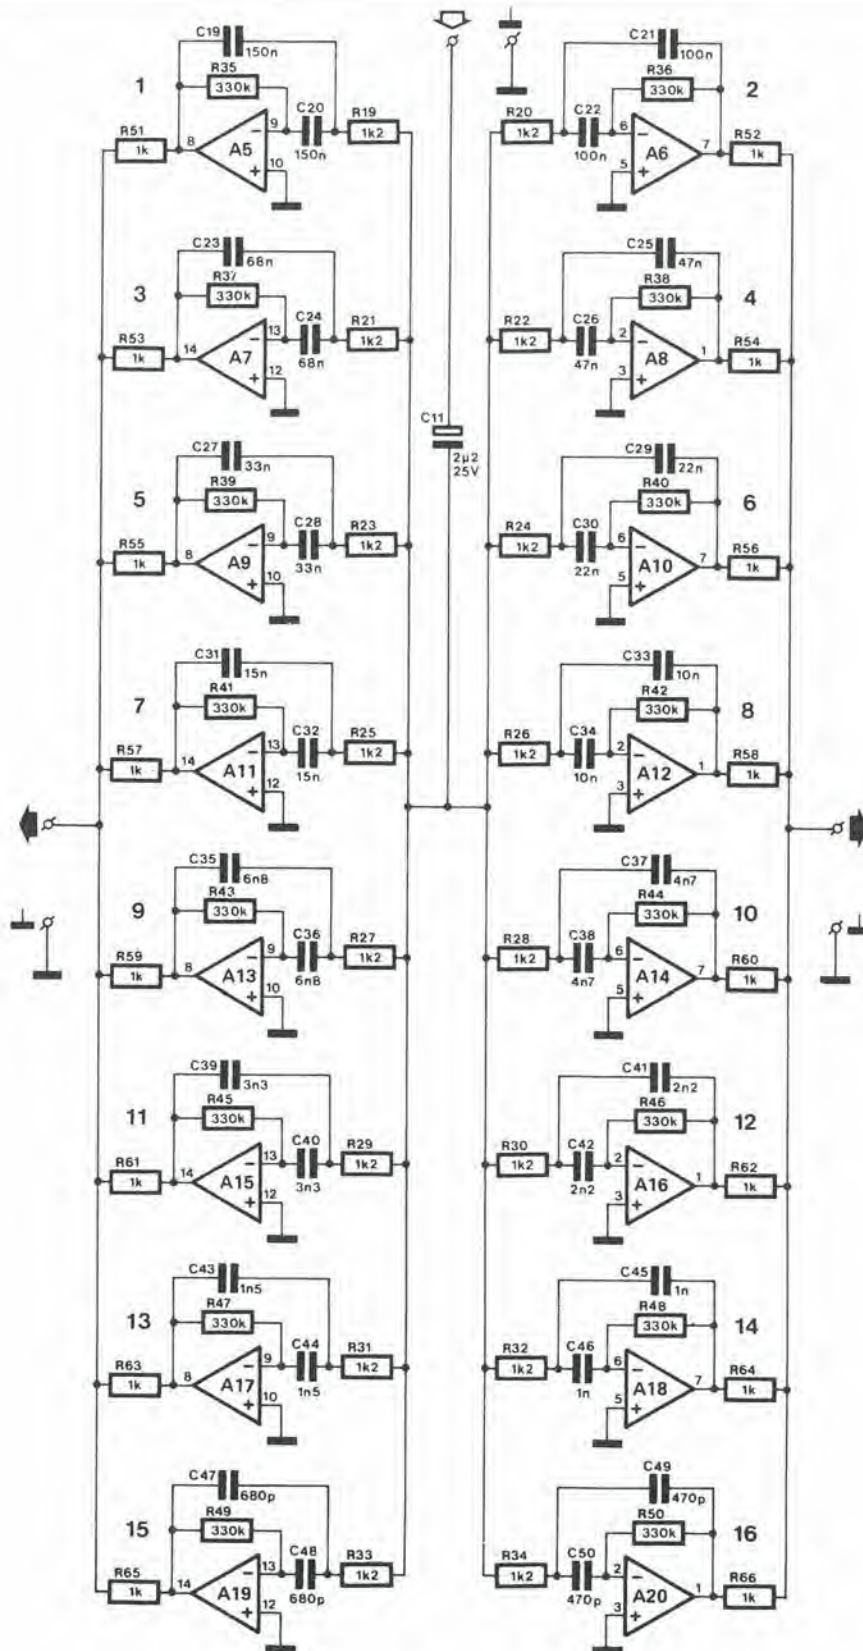 C19
150n
R35
330k
1
C20
150n
R19
1k2
R51
1k
8
9
10
A5
−
+
C21
100n
R36
330k
2
R20
1k2
C22
100n
6
5
7
A6
−
+
R52
1k
C23
68n
R37
330k
3
C24
68n
R21
1k2
R53
1k
14
13
12
A7
−
+
C25
47n
R38
330k
4
R22
1k2
C26
47n
2
3
1
A8
−
+
R54
1k
C11
2µ2
25V
C27
33n
R39
330k
5
C28
33n
R23
1k2
R55
1k
8
9
10
A9
−
+
C29
22n
R40
330k
6
R24
1k2
C30
22n
6
5
7
A10
−
+
R56
1k
C31
15n
R41
330k
7
C32
15n
R25
1k2
R57
1k
14
13
12
A11
−
+
C33
10n
R42
330k
8
R26
1k2
C34
10n
2
3
1
A12
−
+
R58
1k
C35
6n8
R43
330k
9
C36
6n8
R27
1k2
R59
1k
8
9
10
A13
−
+
C37
4n7
R44
330k
10
R28
1k2
C38
4n7
6
5
7
A14
−
+
R60
1k
C39
3n3
R45
330k
11
C40
3n3
R29
1k2
R61
1k
14
13
12
A15
−
+
C41
2n2
R46
330k
12
R30
1k2
C42
2n2
2
3
1
A16
−
+
R62
1k
C43
1n5
R47
330k
13
C44
1n5
R31
1k2
R63
1k
8
9
10
A17
−
+
C45
1n
R48
330k
14
R32
1k2
C46
1n
6
5
7
A18
−
+
R64
1k
C47
680p
R49
330k
15
C48
680p
R33
1k2
R65
1k
14
13
12
A19
−
+
C49
470p
R50
330k
16
R34
1k2
C50
470p
2
3
1
A20
−
+
R66
1k